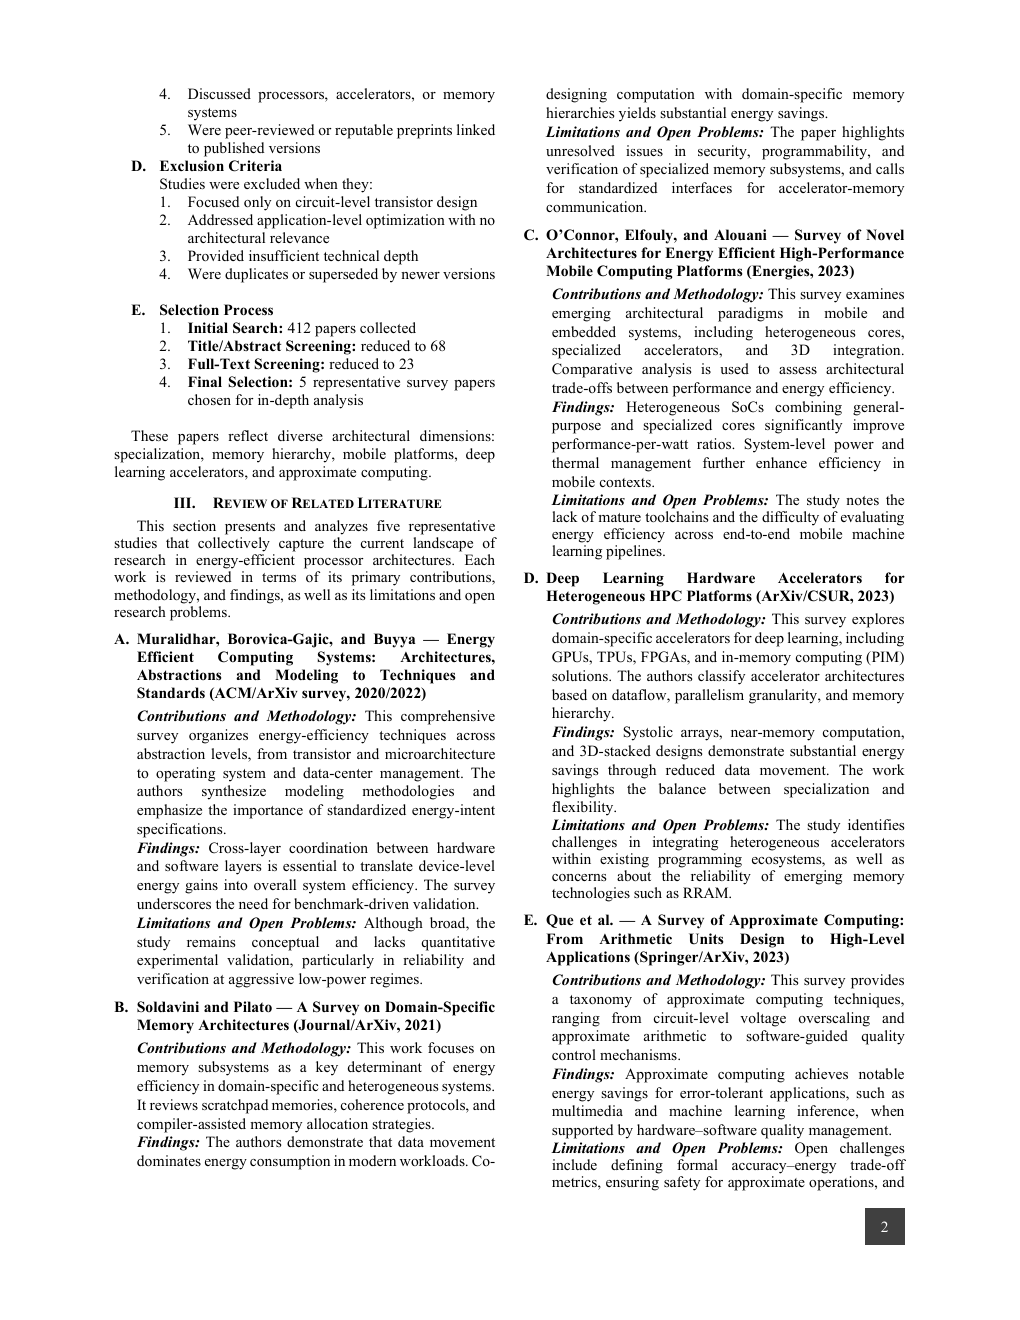 4. Discussed processors, accelerators, or memory
systems
5. Were peer-reviewed or reputable preprints linked
to published versions
D. Exclusion Criteria
Studies were excluded when they:
1. Focused only on circuit-level transistor design
2. Addressed application-level optimization with no
architectural relevance
3. Provided insufficient technical depth
4. Were duplicates or superseded by newer versions
E. Selection Process
1. Initial Search: 412 papers collected
2. Title/Abstract Screening: reduced to 68
3. Full-Text Screening: reduced to 23
4. Final Selection: 5 representative survey papers
chosen for in-depth analysis
These papers reflect diverse architectural dimensions:
specialization, memory hierarchy, mobile platforms, deep
learning accelerators, and approximate computing.
III. REVIEW OF RELATED LITERATURE
This section presents and analyzes five representative
studies that collectively capture the current landscape of
research in energy-efficient processor architectures. Each
work is reviewed in terms of its primary contributions,
methodology, and findings, as well as its limitations and open
research problems.
A. Muralidhar, Borovica-Gajic, and Buyya — Energy
Efficient Computing Systems: Architectures,
Abstractions and Modeling to Techniques and
Standards (ACM/ArXiv survey, 2020/2022)
Contributions and Methodology: This comprehensive
survey organizes energy-efficiency techniques across
abstraction levels, from transistor and microarchitecture
to operating system and data-center management. The
authors synthesize modeling methodologies and
emphasize the importance of standardized energy-intent
specifications.
Findings: Cross-layer coordination between hardware
and software layers is essential to translate device-level
energy gains into overall system efficiency. The survey
underscores the need for benchmark-driven validation.
Limitations and Open Problems: Although broad, the
study remains conceptual and lacks quantitative
experimental validation, particularly in reliability and
verification at aggressive low-power regimes.
B. Soldavini and Pilato — A Survey on Domain-Specific
Memory Architectures (Journal/ArXiv, 2021)
Contributions and Methodology: This work focuses on
memory subsystems as a key determinant of energy
efficiency in domain-specific and heterogeneous systems.
It reviews scratchpad memories, coherence protocols, and
compiler-assisted memory allocation strategies.
Findings: The authors demonstrate that data movement
dominates energy consumption in modern workloads. Co-
designing computation with domain-specific memory
hierarchies yields substantial energy savings.
Limitations and Open Problems: The paper highlights
unresolved issues in security, programmability, and
verification of specialized memory subsystems, and calls
for standardized interfaces for accelerator-memory
communication.
C. O’Connor, Elfouly, and Alouani — Survey of Novel
Architectures for Energy Efficient High-Performance
Mobile Computing Platforms (Energies, 2023)
Contributions and Methodology: This survey examines
emerging architectural paradigms in mobile and
embedded systems, including heterogeneous cores,
specialized accelerators, and 3D integration.
Comparative analysis is used to assess architectural
trade-offs between performance and energy efficiency.
Findings: Heterogeneous SoCs combining general-
purpose and specialized cores significantly improve
performance-per-watt ratios. System-level power and
thermal management further enhance efficiency in
mobile contexts.
Limitations and Open Problems: The study notes the
lack of mature toolchains and the difficulty of evaluating
energy efficiency across end-to-end mobile machine
learning pipelines.
D. Deep Learning Hardware Accelerators for
Heterogeneous HPC Platforms (ArXiv/CSUR, 2023)
Contributions and Methodology: This survey explores
domain-specific accelerators for deep learning, including
GPUs, TPUs, FPGAs, and in-memory computing (PIM)
solutions. The authors classify accelerator architectures
based on dataflow, parallelism granularity, and memory
hierarchy.
Findings: Systolic arrays, near-memory computation,
and 3D-stacked designs demonstrate substantial energy
savings through reduced data movement. The work
highlights the balance between specialization and
flexibility.
Limitations and Open Problems: The study identifies
challenges in integrating heterogeneous accelerators
within existing programming ecosystems, as well as
concerns about the reliability of emerging memory
technologies such as RRAM.
E. Que et al. — A Survey of Approximate Computing:
From Arithmetic Units Design to High-Level
Applications (Springer/ArXiv, 2023)
Contributions and Methodology: This survey provides
a taxonomy of approximate computing techniques,
ranging from circuit-level voltage overscaling and
approximate arithmetic to software-guided quality
control mechanisms.
Findings: Approximate computing achieves notable
energy savings for error-tolerant applications, such as
multimedia and machine learning inference, when
supported by hardware–software quality management.
Limitations and Open Problems: Open challenges
include defining formal accuracy–energy trade-off
metrics, ensuring safety for approximate operations, and
2